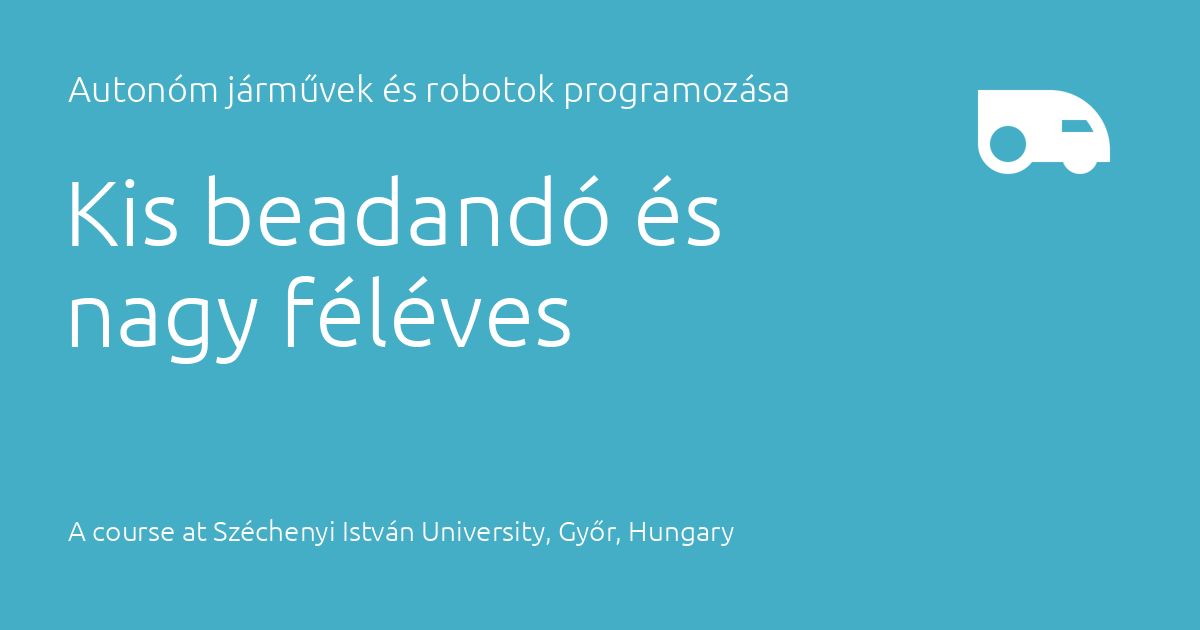 Autonóm járművek és robotok programozása
Kis beadandó és
nagy féléves
A course at Széchenyi István University, Győr, Hungary